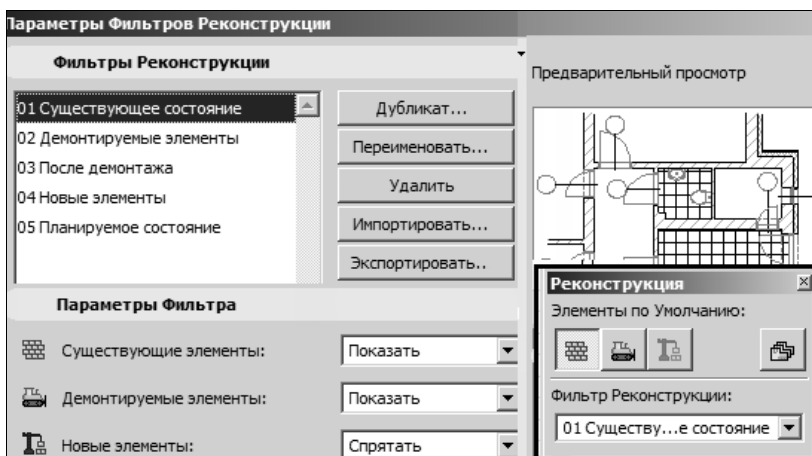 Параметры Фильтров Реконструкции
Фильтры Реконструкции
01 Существующее состояние
02 Демонтируемые элементы
03 После демонтажа
04 Новые элементы
05 Планируемое состояние
Дубликат...
Переименовать...
Удалить
Импортировать...
Экспортировать..
Параметры Фильтра
Существующие элементы:
Показать
Демонтируемые элементы:
Показать
Новые элементы:
Спрятать
Предварительный просмотр
Реконструкция
Элементы по Умолчанию:
Фильтр Реконструкции:
01 Существу...е состояние